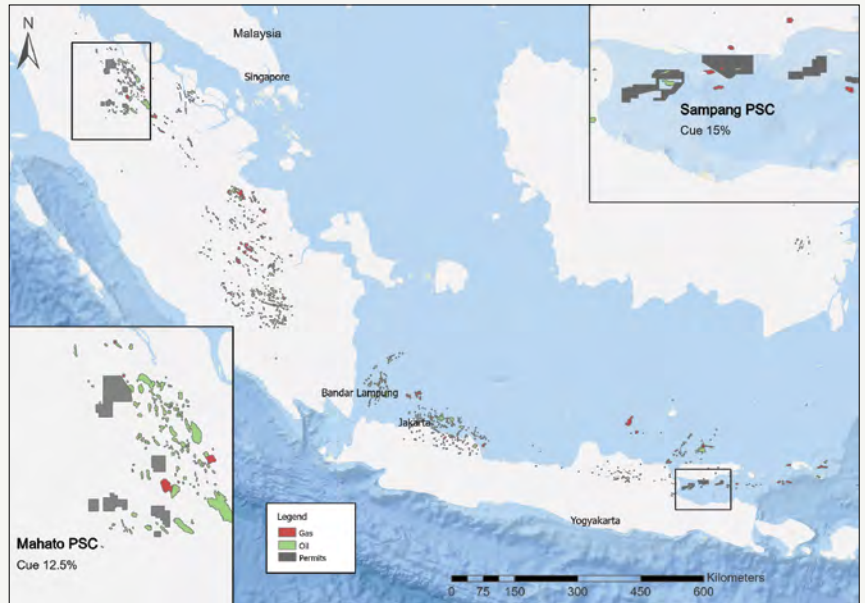 N
Malaysia
Singapore
Sampang PSC
Cue 15%
Bandar Lampung
Jakarta
Yogyakarta
Mahato PSC
Cue 12.5%
Legend
Gas
Oil
Permits
Kilometers
0 75 150 300 450 600